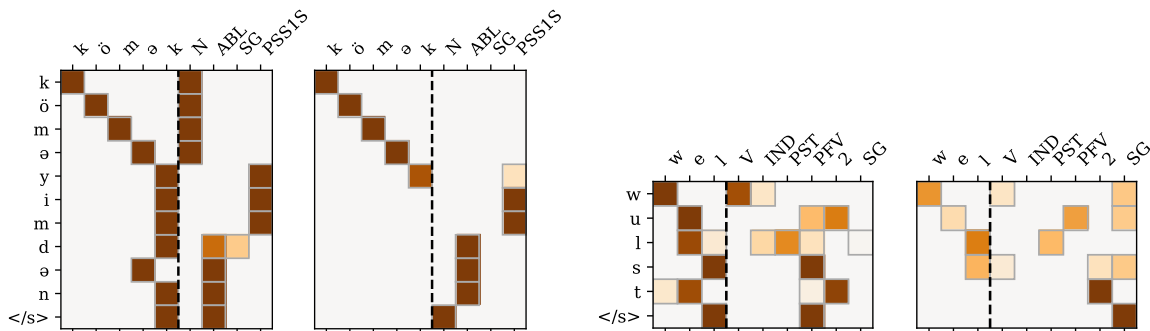 k ö m ə k N ABL SG PSS1S
k ö m ə k N ABL SG PSS1S
k
ö
m
ə
y
i
m
d
ə
n
</s>
w e l V IND PST PFV 2 SG
w e l V IND PST PFV 2 SG
w
u
l
s
t
</s>